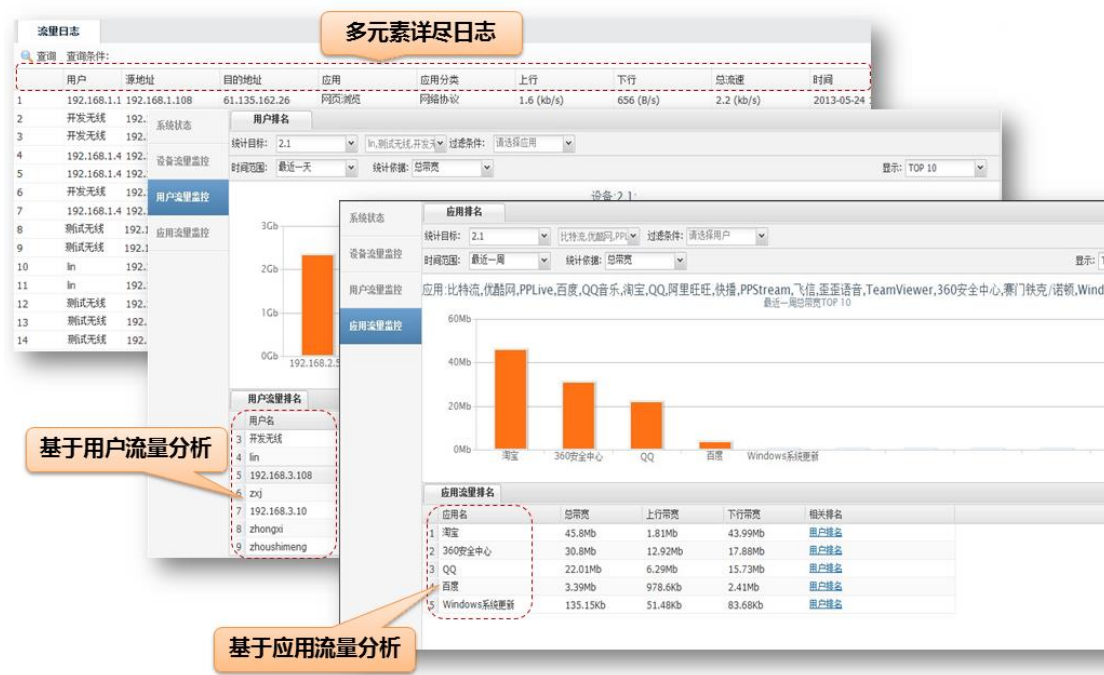 多元素详尽日志
流量日志
查询 查询条件:
用户 源地址 目的地址 应用 应用分类 上行 下行 总流速 时间
1 192.168.1.1 192.168.1.108 61.135.162.26 网页浏览 网络协议 1.6 (kb/s) 656 (B/s) 2.2 (kb/s) 2013-05-24
2 开发无线 192.
3 开发无线 192.
4 192.168.1.4 192.
5 192.168.1.4 192.
6 开发无线 192.
7 192.168.1.4 192.
8 测试无线 192.1
9 测试无线 192.1
10 lin 192.
11 lin 192.
12 测试无线 192.
13 测试无线 192.
14 测试无线 192.
系统状态
设备流量监控
用户流量监控
应用流量监控
用户排名
统计目标: 2.1 lin,测试无线,开发无 过滤条件: 请选择应用
时间范围: 最近一天 统计依据: 总带宽 显示: TOP 10
设备:2.1:
3Gb
2Gb
1Gb
0Gb
192.168.2.5
用户流量排名
用户名
3 开发无线
4 lin
5 192.168.3.108
6 zxj
7 192.168.3.10
8 zhongxi
9 zhoushimeng
基于用户流量分析
系统状态
设备流量监控
用户流量监控
应用流量监控
应用排名
统计目标: 2.1 比特流,优酷网,PPL 过滤条件: 请选择用户
时间范围: 最近一周 统计依据: 总带宽 显示: T
应用:比特流,优酷网,PPLive,百度,QQ音乐,淘宝,QQ,阿里旺旺,快播,PPStream,飞信,歪歪语音,TeamViewer,360安全中心,赛门铁克/诺顿,Wind
最近一周总带宽TOP 10
60Mb
40Mb
20Mb
0Mb
淘宝 360安全中心 QQ 百度 Windows系统更新
应用流量排名
应用名 总带宽 上行带宽 下行带宽 相关排名
1 淘宝 45.8Mb 1.81Mb 43.99Mb 用户排名
2 360安全中心 30.8Mb 12.92Mb 17.88Mb 用户排名
3 QQ 22.01Mb 6.29Mb 15.73Mb 用户排名
4 百度 3.39Mb 978.6Kb 2.41Mb 用户排名
5 Windows系统更新 135.15Kb 51.48Kb 83.68Kb 用户排名
基于应用流量分析